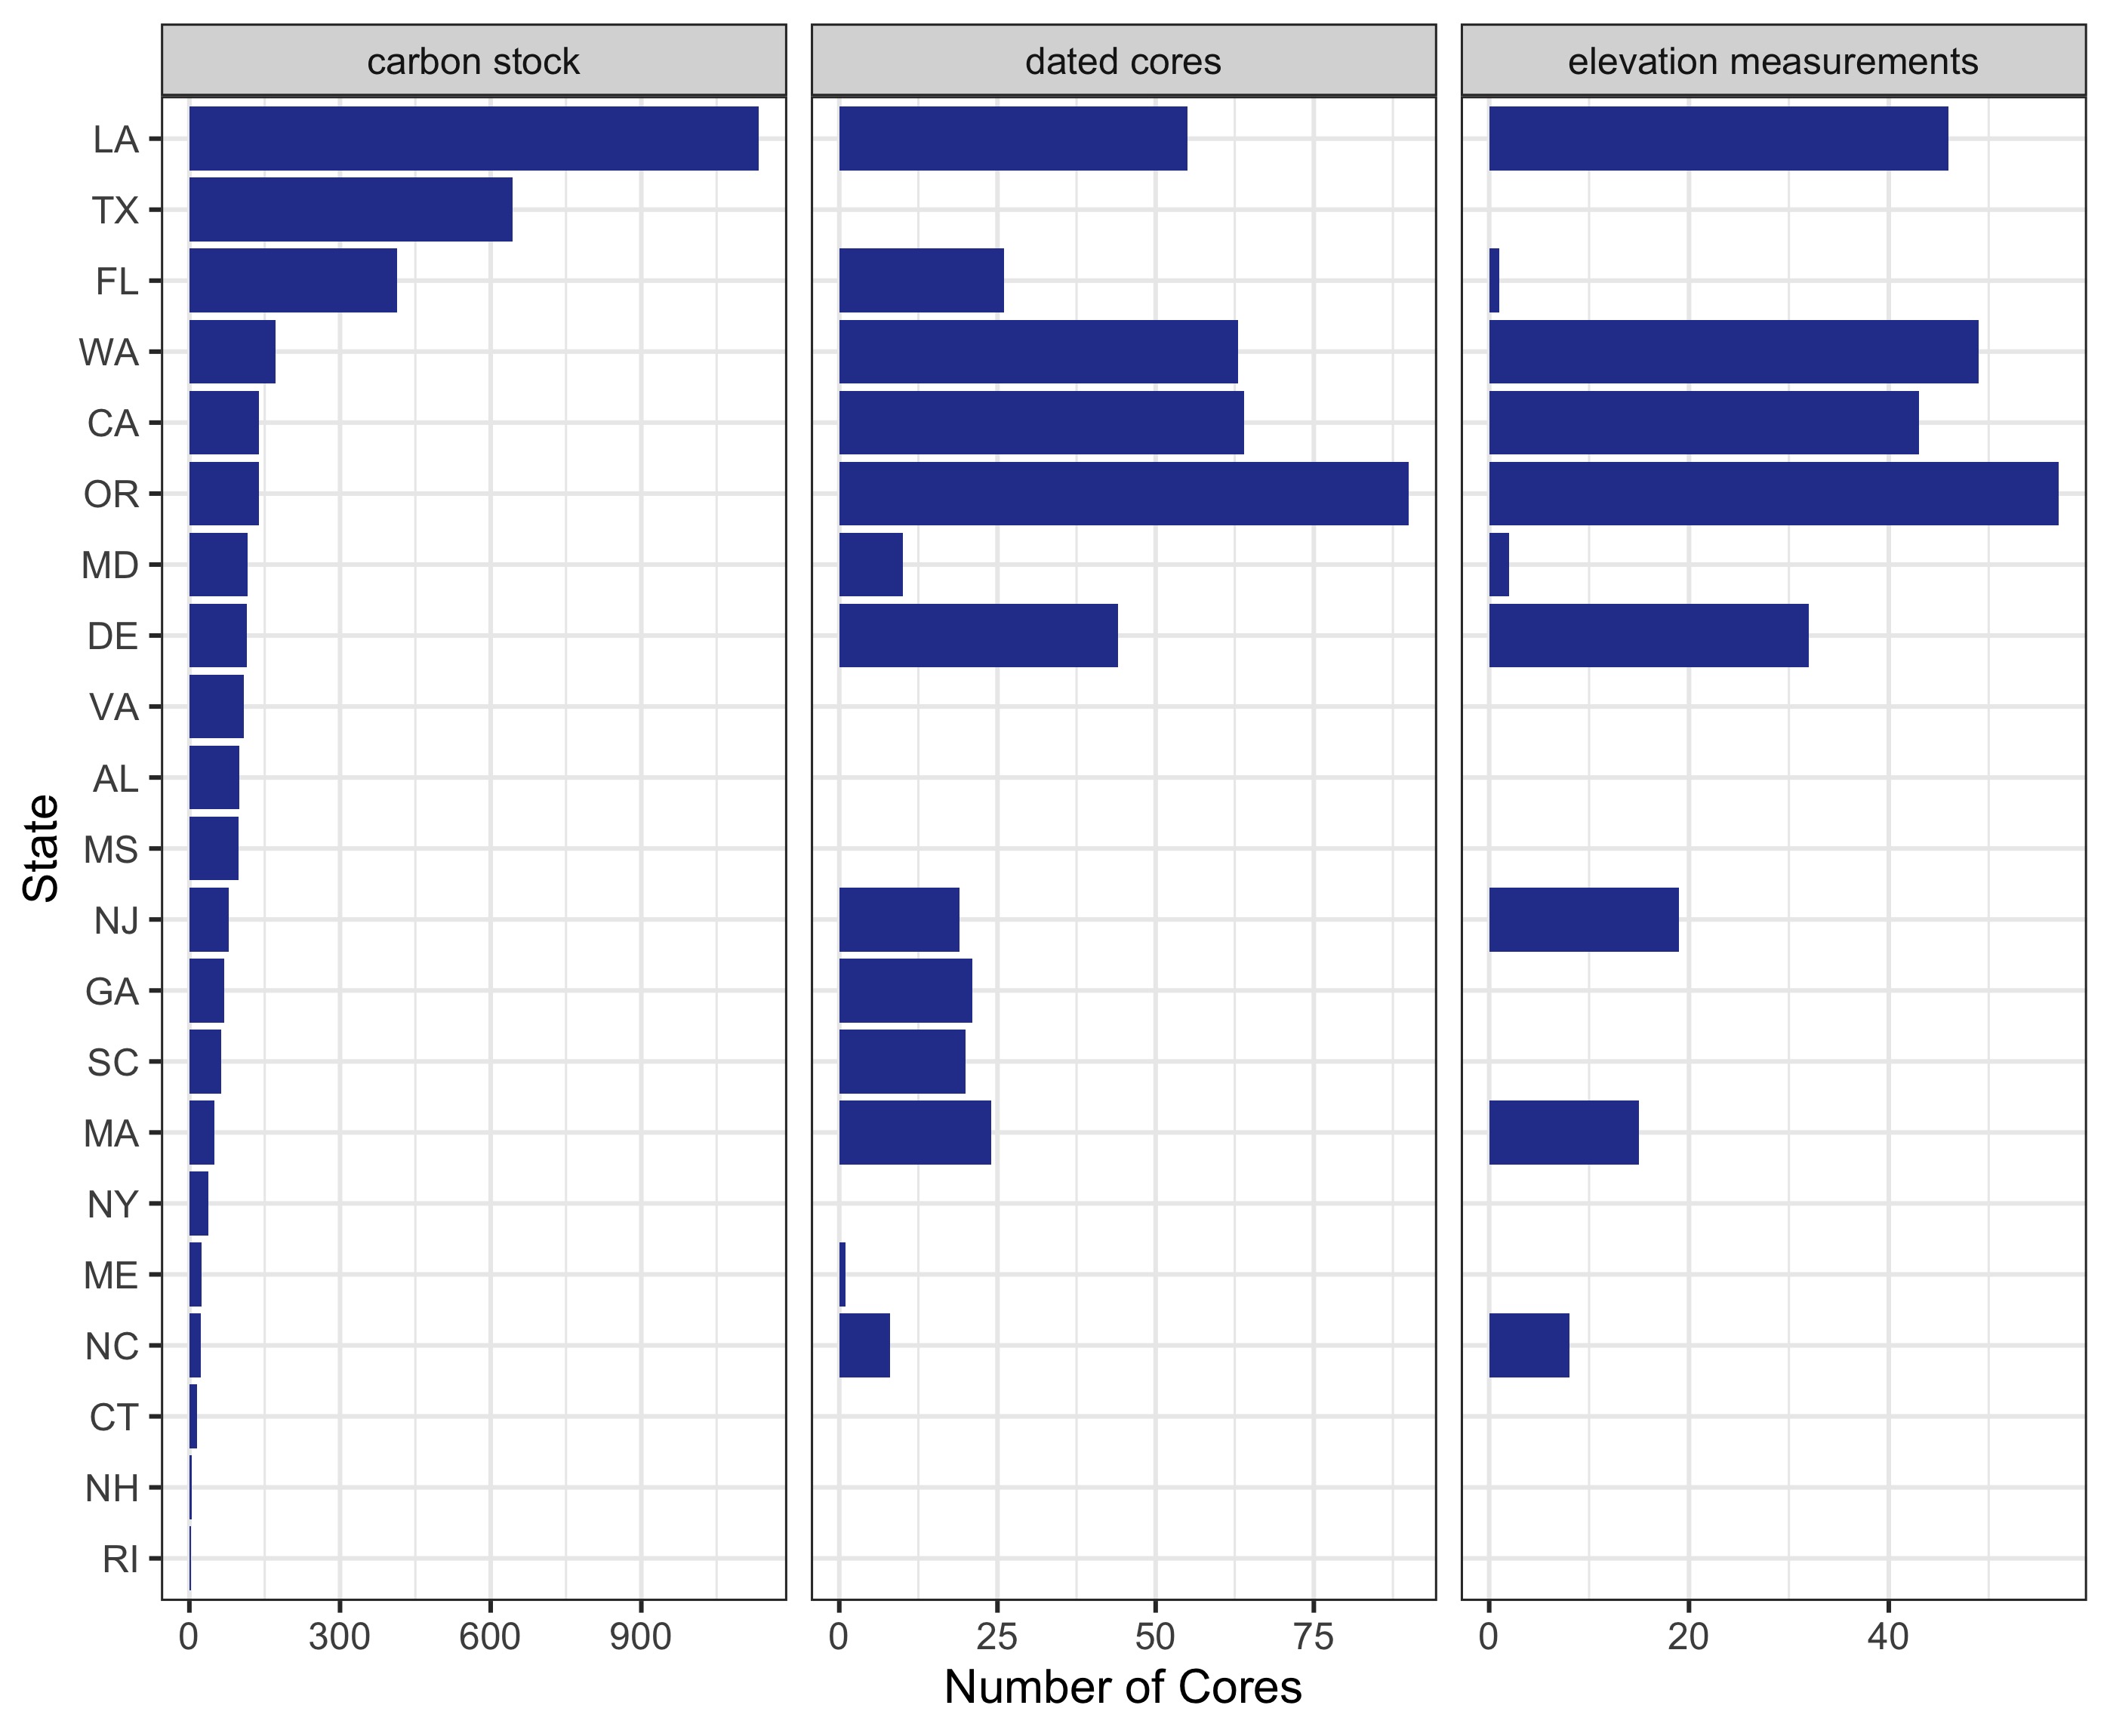 carbon stock
dated cores
elevation measurements
State
LA
TX
FL
WA
CA
OR
MD
DE
VA
AL
MS
NJ
GA
SC
MA
NY
ME
NC
CT
NH
RI
0 300 600 900
0 25 50 75
0 20 40
Number of Cores